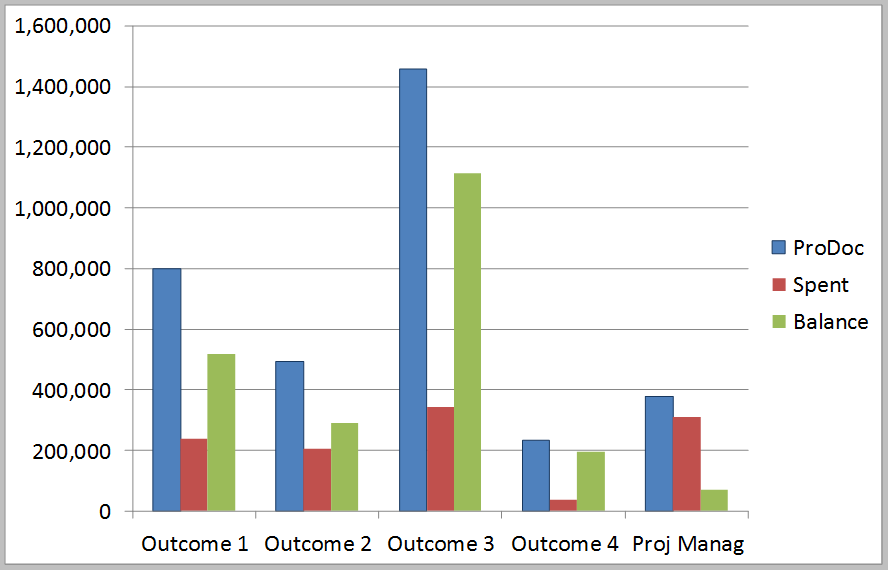 1,600,000
1,400,000
1,200,000
1,000,000
800,000
600,000
400,000
200,000
0
Outcome 1 Outcome 2 Outcome 3 Outcome 4 Proj Manag
ProDoc
Spent
Balance